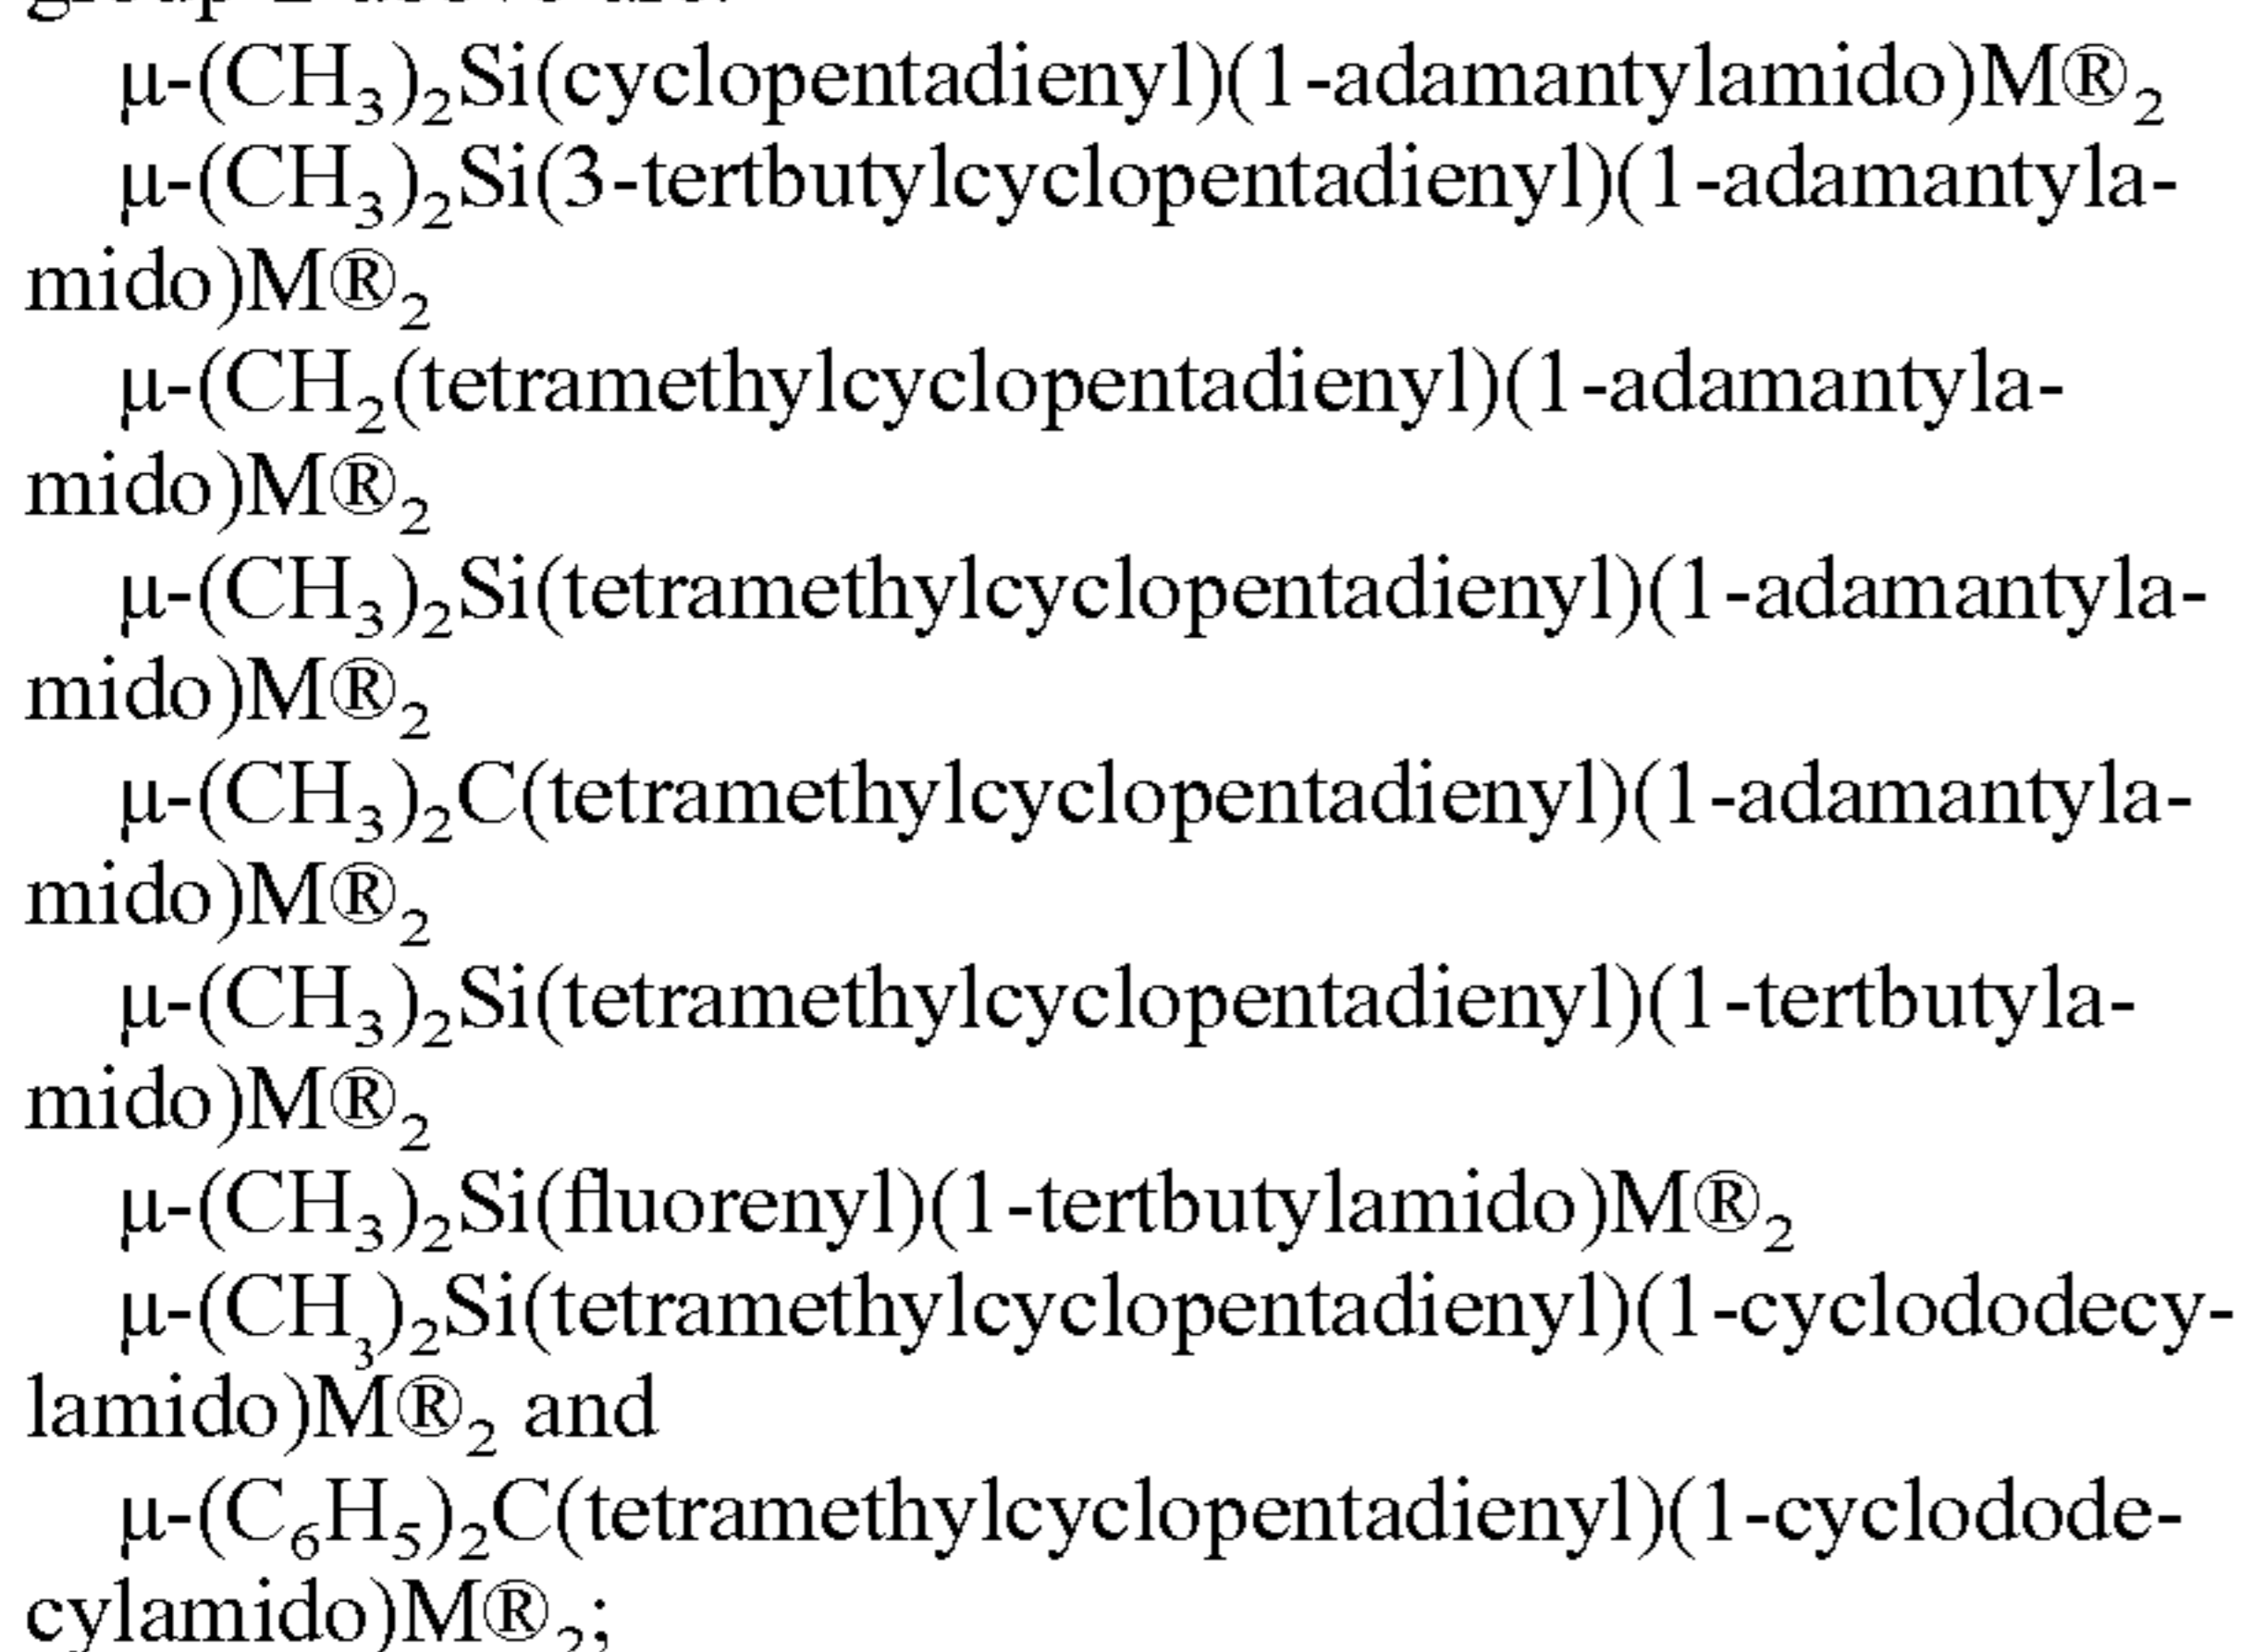 μ-(CH₃)₂Si(cyclopentadienyl)(1-adamantylamido)M®₂
μ-(CH₃)₂Si(3-tertbutylcyclopentadienyl)(1-adamantyla-
mido)M®₂
μ-(CH₂(tetramethylcyclopentadienyl)(1-adamantyla-
mido)M®₂
μ-(CH₃)₂Si(tetramethylcyclopentadienyl)(1-adamantyla-
mido)M®₂
μ-(CH₃)₂C(tetramethylcyclopentadienyl)(1-adamantyla-
mido)M®₂
μ-(CH₃)₂Si(tetramethylcyclopentadienyl)(1-tertbutyla-
mido)M®₂
μ-(CH₃)₂Si(fluorenyl)(1-tertbutylamido)M®₂
μ-(CH₃)₂Si(tetramethylcyclopentadienyl)(1-cyclododecy-
lamido)M®₂ and
μ-(C₆H₅)₂C(tetramethylcyclopentadienyl)(1-cyclodode-
cylamido)M®₂;